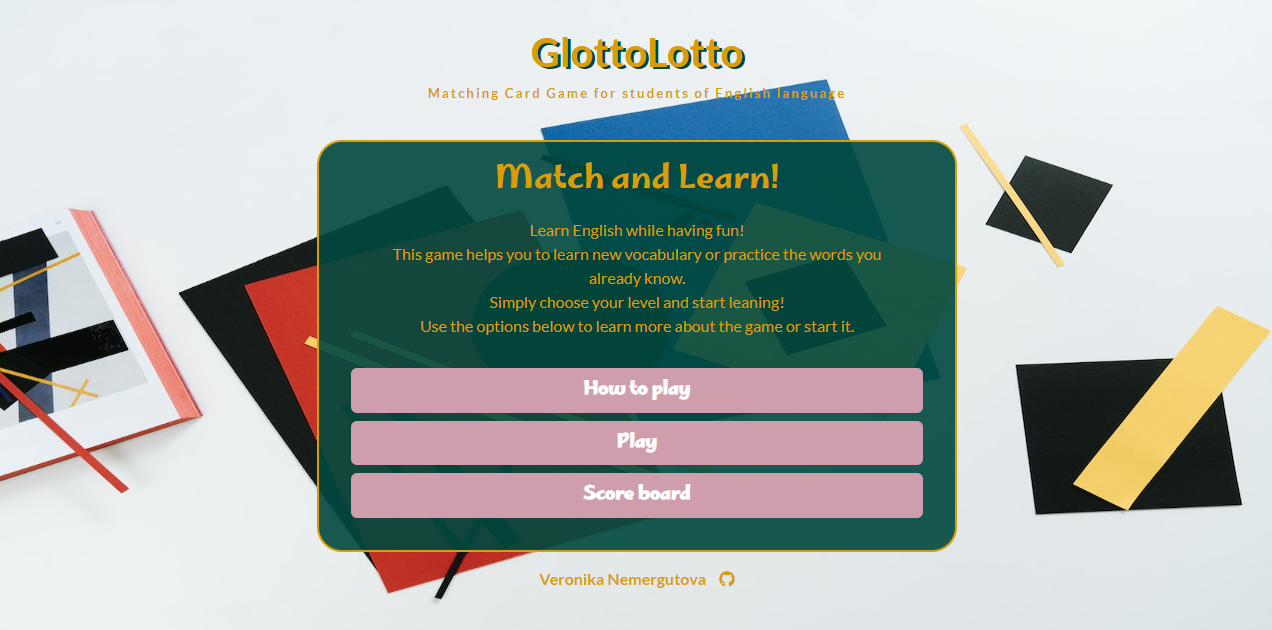 GlottoLotto
Matching Card Game for students of English language
Match and Learn!
Learn English while having fun!
This game helps you to learn new vocabulary or practice the words you
already know.
Simply choose your level and start leaning!
Use the options below to learn more about the game or start it.
How to play
Play
Score board
Veronika Nemergutova